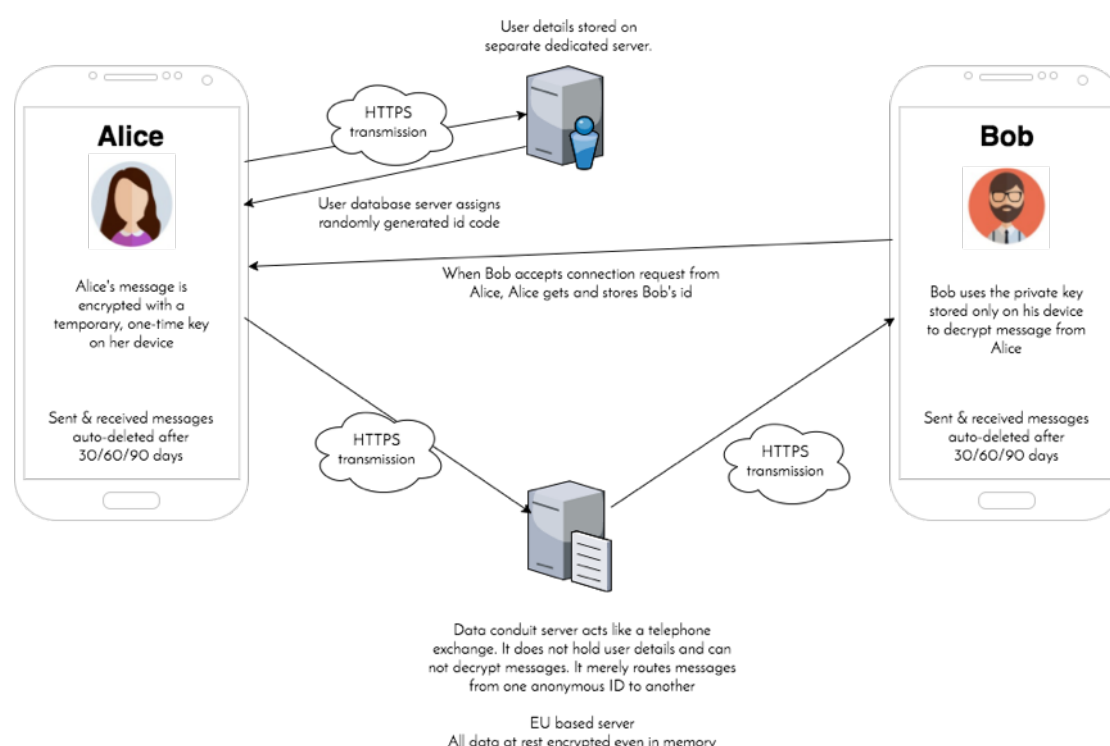 User details stored on
separate dedicated server.
Alice
HTTPS
transmission
Bob
User database server assigns
randomly generated id code
When Bob accepts connection request from
Alice, Alice gets and stores Bob's id
Alice's message is
encrypted with a
temporary, one-time key
on her device
Bob uses the private key
stored only on his device
to decrypt message from
Alice
Sent & received messages
auto-deleted after
30/60/90 days
HTTPS
transmission
HTTPS
transmission
Sent & received messages
auto-deleted after
30/60/90 days
Data conduit server acts like a telephone
exchange. It does not hold user details and can
not decrypt messages. It merely routes messages
from one anonymous ID to another
EU based server
All data at rest encrypted even in memory